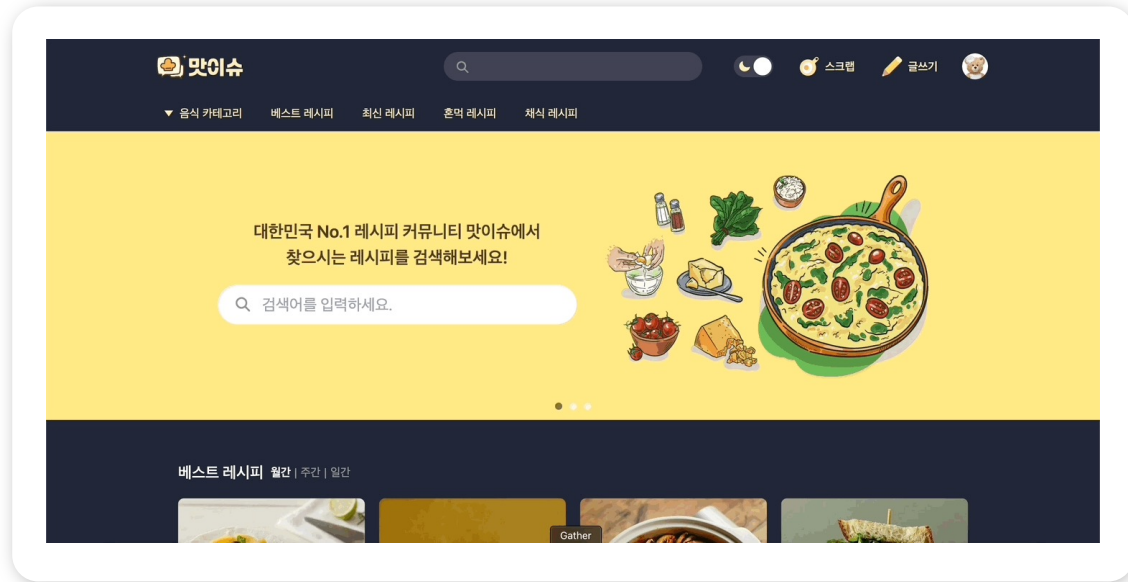 맛이슈
스크랩
글쓰기
▼ 음식 카테고리 베스트 레시피 최신 레시피 혼먹 레시피 채식 레시피
대한민국 No.1 레시피 커뮤니티 맛이슈에서
찾으시는 레시피를 검색해보세요!
검색어를 입력하세요.
베스트 레시피 월간 | 주간 | 일간
Gather